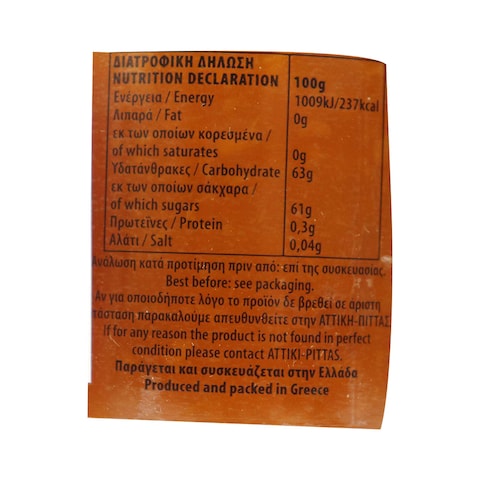 ΔΙΑΤΡΟΦΙΚΗ ΔΗΛΩΣΗ
NUTRITION DECLARATION 100g
Ενέργεια / Energy 1009kJ/237kcal
Λιπαρά / Fat 0g
εκ των οποίων κορεσμένα /
of which saturates 0g
Υδατάνθρακες / Carbohydrate 63g
εκ των οποίων σάκχαρα /
of which sugars 61g
Πρωτεΐνες / Protein 0,3g
Αλάτι / Salt 0,04g
Ανάλωση κατά προτίμηση πριν από: επί της συσκευασίας.
Best before: see packaging.
Αν για οποιοδήποτε λόγο το προϊόν δε βρεθεί σε άριστη
κατάσταση παρακαλούμε απευθυνθείτε στην ΑΤΤΙΚΗ-ΠΙΤΤΑΣ
If for any reason the product is not found in perfect
condition please contact ATTIKI-PITTAS.
Παράγεται και συσκευάζεται στην Ελλάδα
Produced and packed in Greece